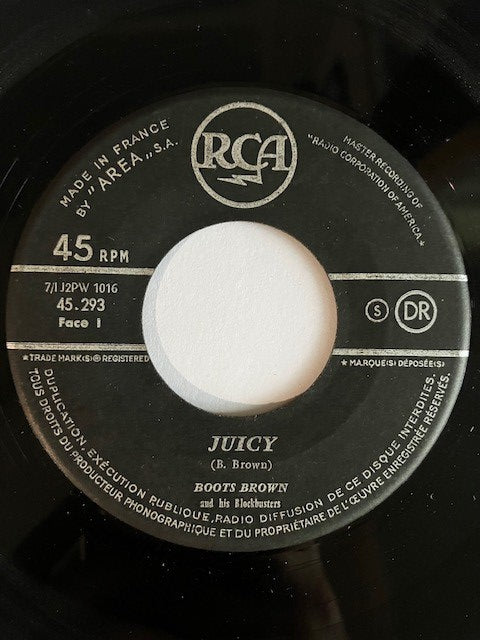 RCA
MADE IN FRANCE
BY "AREA" S.A.
MASTER RECORDING OF
"RADIO CORPORATION OF AMERICA"★
45 RPM
7/1 J2PW 1016
45.293
Face 1
S DR
★TRADE MARK(S)® REGISTERED
★MARQUE(S) DÉPOSÉE(S)
JUICY
(B. Brown)
BOOTS BROWN
and his Blockbusters
DUPLICATION, EXÉCUTION PUBLIQUE, RADIO DIFFUSION DE CE DISQUE INTERDITES.
TOUS DROITS DU PRODUCTEUR PHONOGRAPHIQUE ET DU PROPRIÉTAIRE DE L'ŒUVRE ENREGISTRÉE RÉSERVÉS.